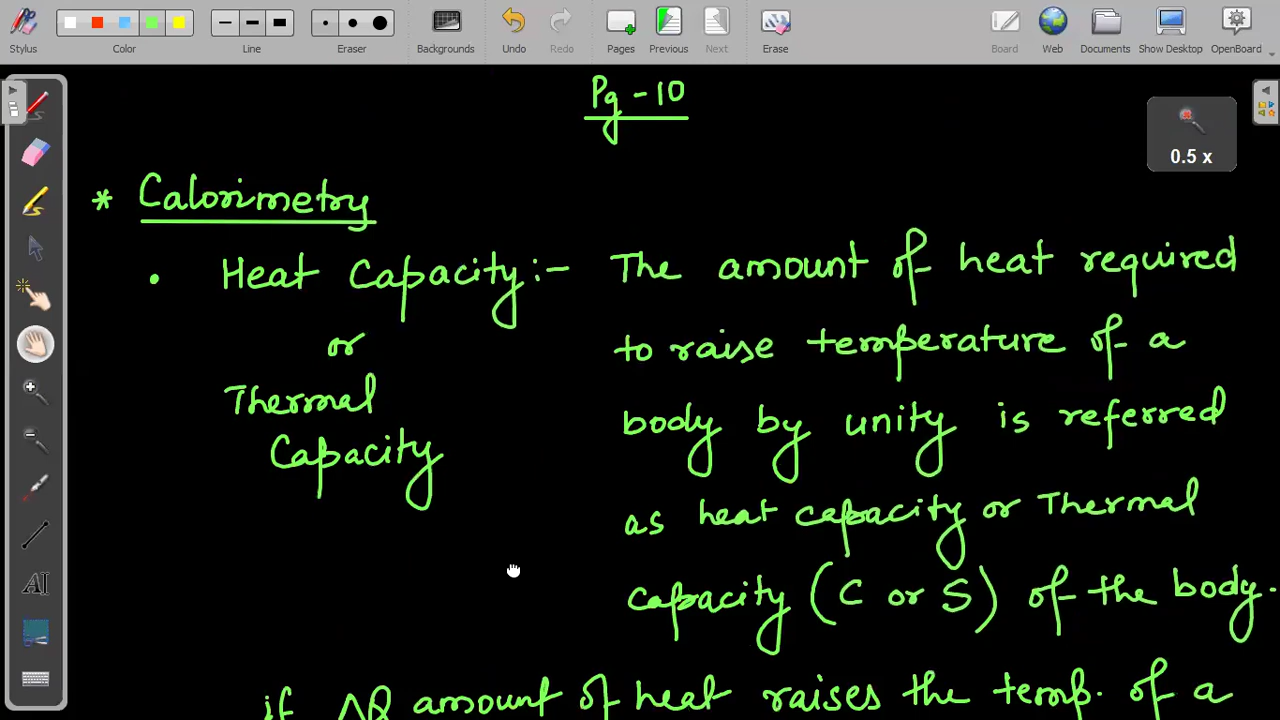 Stylus Color Line Eraser Backgrounds Undo Redo Pages Previous Next Erase Board Web Documents Show Desktop OpenBoard
Pg - 10
0.5 x
* Calorimetry
• Heat Capacity :- The amount of heat required
or to raise temperature of a
Thermal body by unity is referred
Capacity as heat capacity or Thermal
capacity (C or S) of the body.
if ΔQ amount of heat raises the temp. of a
AI